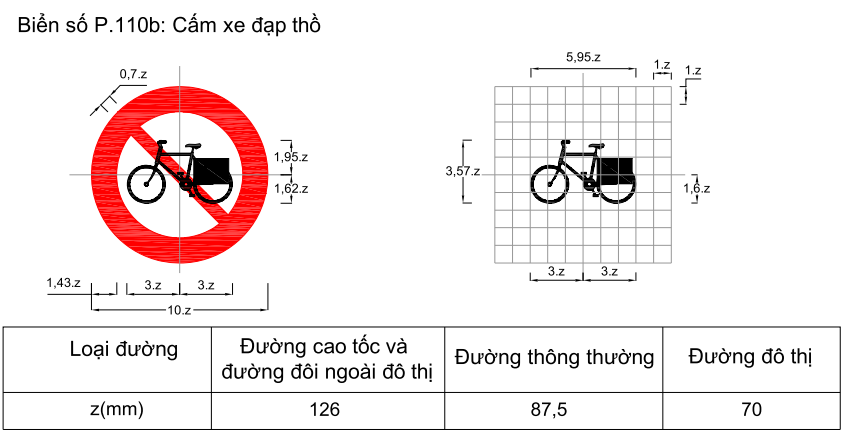 Biển số P.110b: Cấm xe đạp thồ
0,7.z
1,95.z
1,62.z
1,43.z
3.z
3.z
10.z
5,95.z
1.z
1.z
3,57.z
1,6.z
3.z
3.z
Loại đường
Đường cao tốc và
đường đôi ngoài đô thị
Đường thông thường
Đường đô thị
z(mm)
126
87,5
70